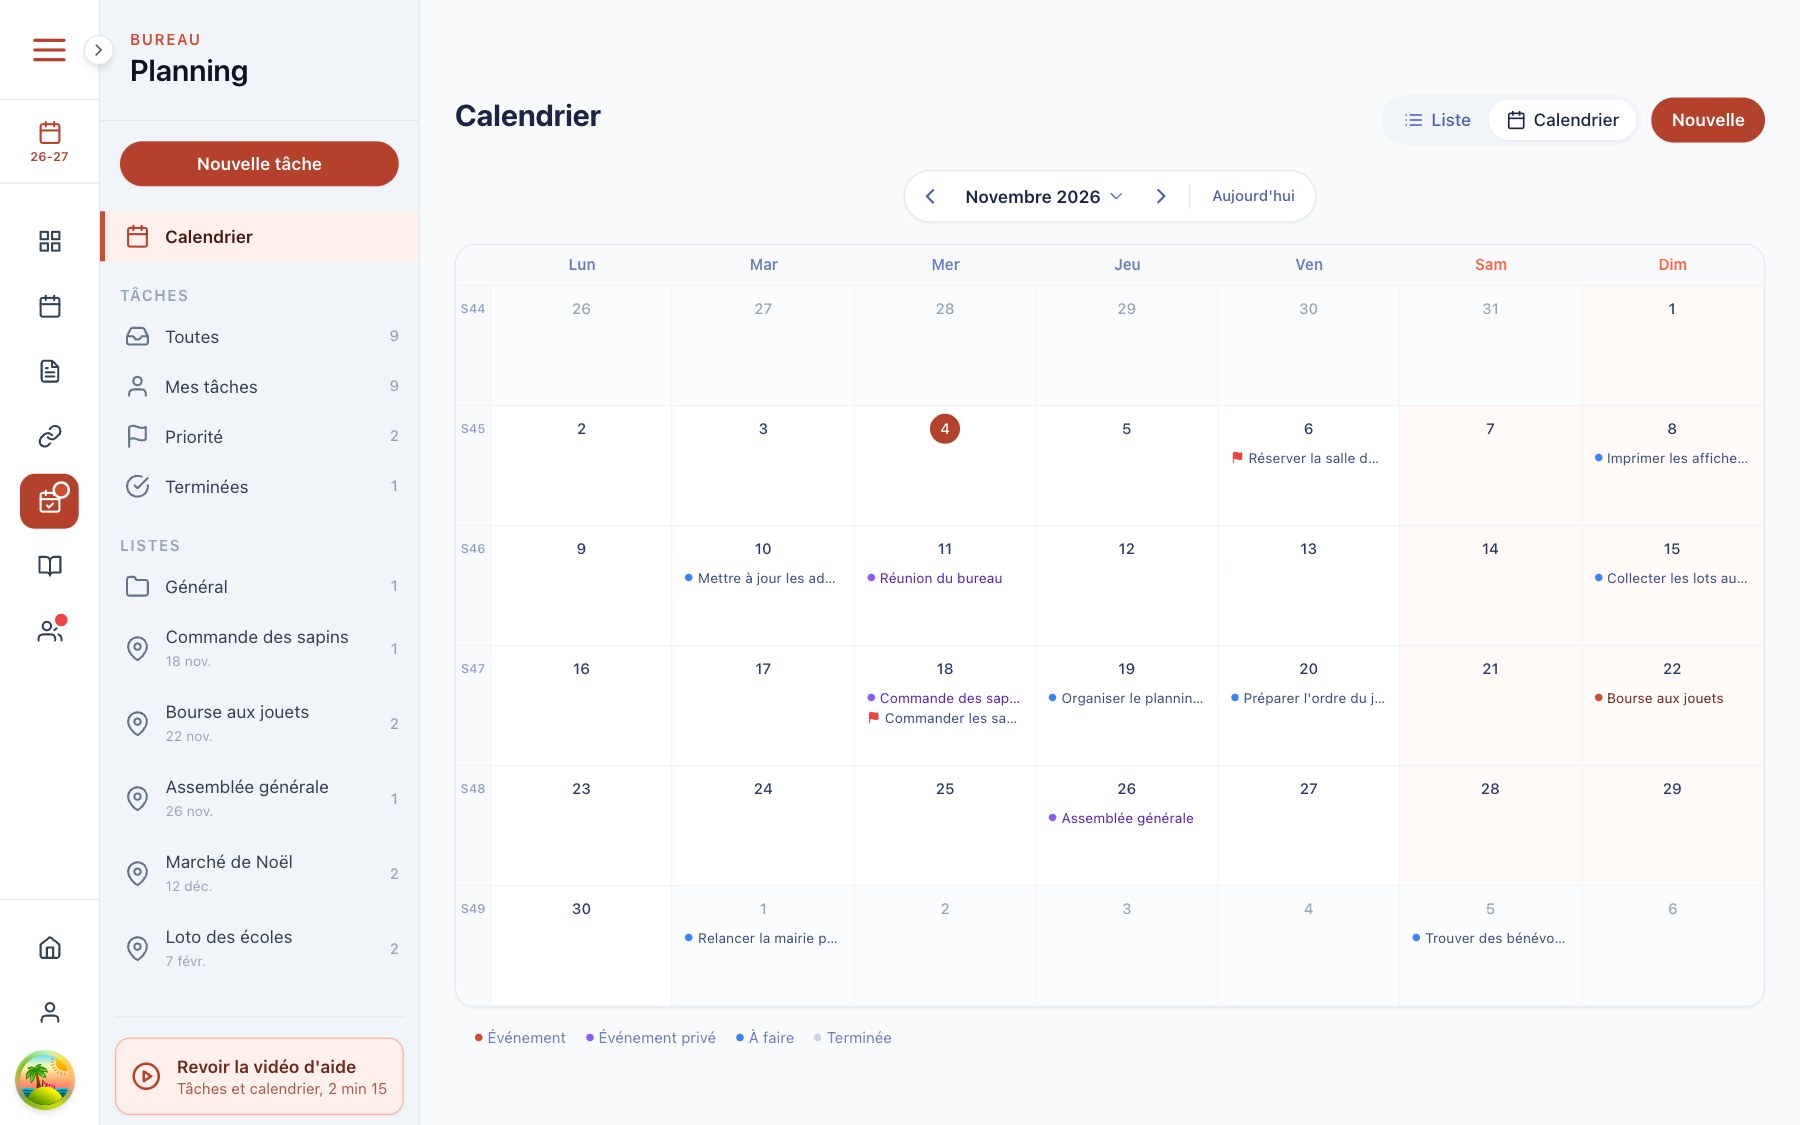 BUREAU
Planning
26-27
Nouvelle tâche
Calendrier
TÂCHES
Toutes 9
Mes tâches 9
Priorité 2
Terminées 1
LISTES
Général 1
Commande des sapins 1
18 nov.
Bourse aux jouets 2
22 nov.
Assemblée générale 1
26 nov.
Marché de Noël 2
12 déc.
Loto des écoles 2
7 févr.
Revoir la vidéo d'aide
Tâches et calendrier, 2 min 15
Calendrier
Liste Calendrier Nouvelle
Novembre 2026 Aujourd'hui
Lun Mar Mer Jeu Ven Sam Dim
S44 26 27 28 29 30 31 1
S45 2 3 4 5 6 7 8
Réserver la salle d... Imprimer les affiche...
S46 9 10 11 12 13 14 15
Mettre à jour les ad... Réunion du bureau Collecter les lots au...
S47 16 17 18 19 20 21 22
Commande des sap... Organiser le plannin... Préparer l'ordre du j... Bourse aux jouets
Commander les sa...
S48 23 24 25 26 27 28 29
Assemblée générale
S49 30 1 2 3 4 5 6
Relancer la mairie p... Trouver des bénévo...
Événement Événement privé À faire Terminée